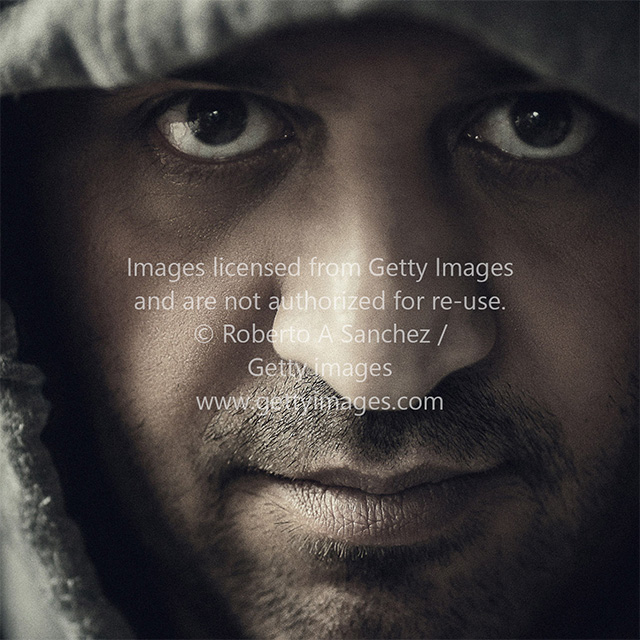 Images licensed from Getty Images
and are not authorized for re-use.
© Roberto A Sanchez /
Getty images
www.gettyimages.com